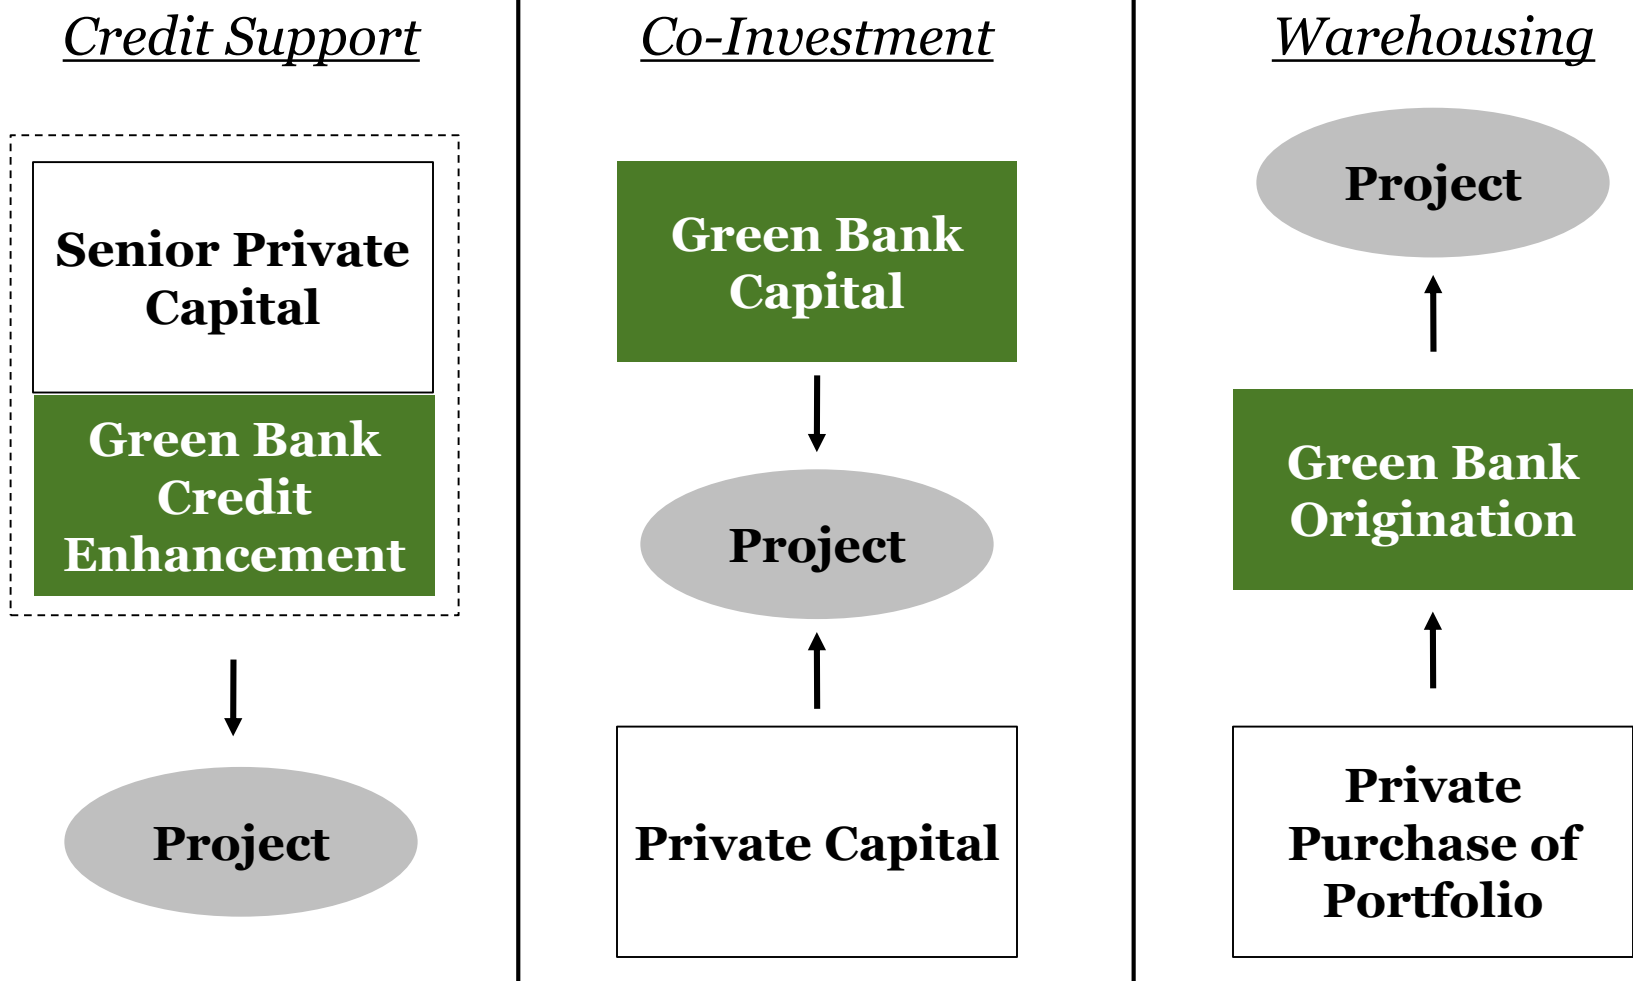 Credit Support
Senior Private
Capital
Green Bank
Credit
Enhancement
Project
Co-Investment
Green Bank
Capital
Project
Private Capital
Warehousing
Project
Green Bank
Origination
Private
Purchase of
Portfolio